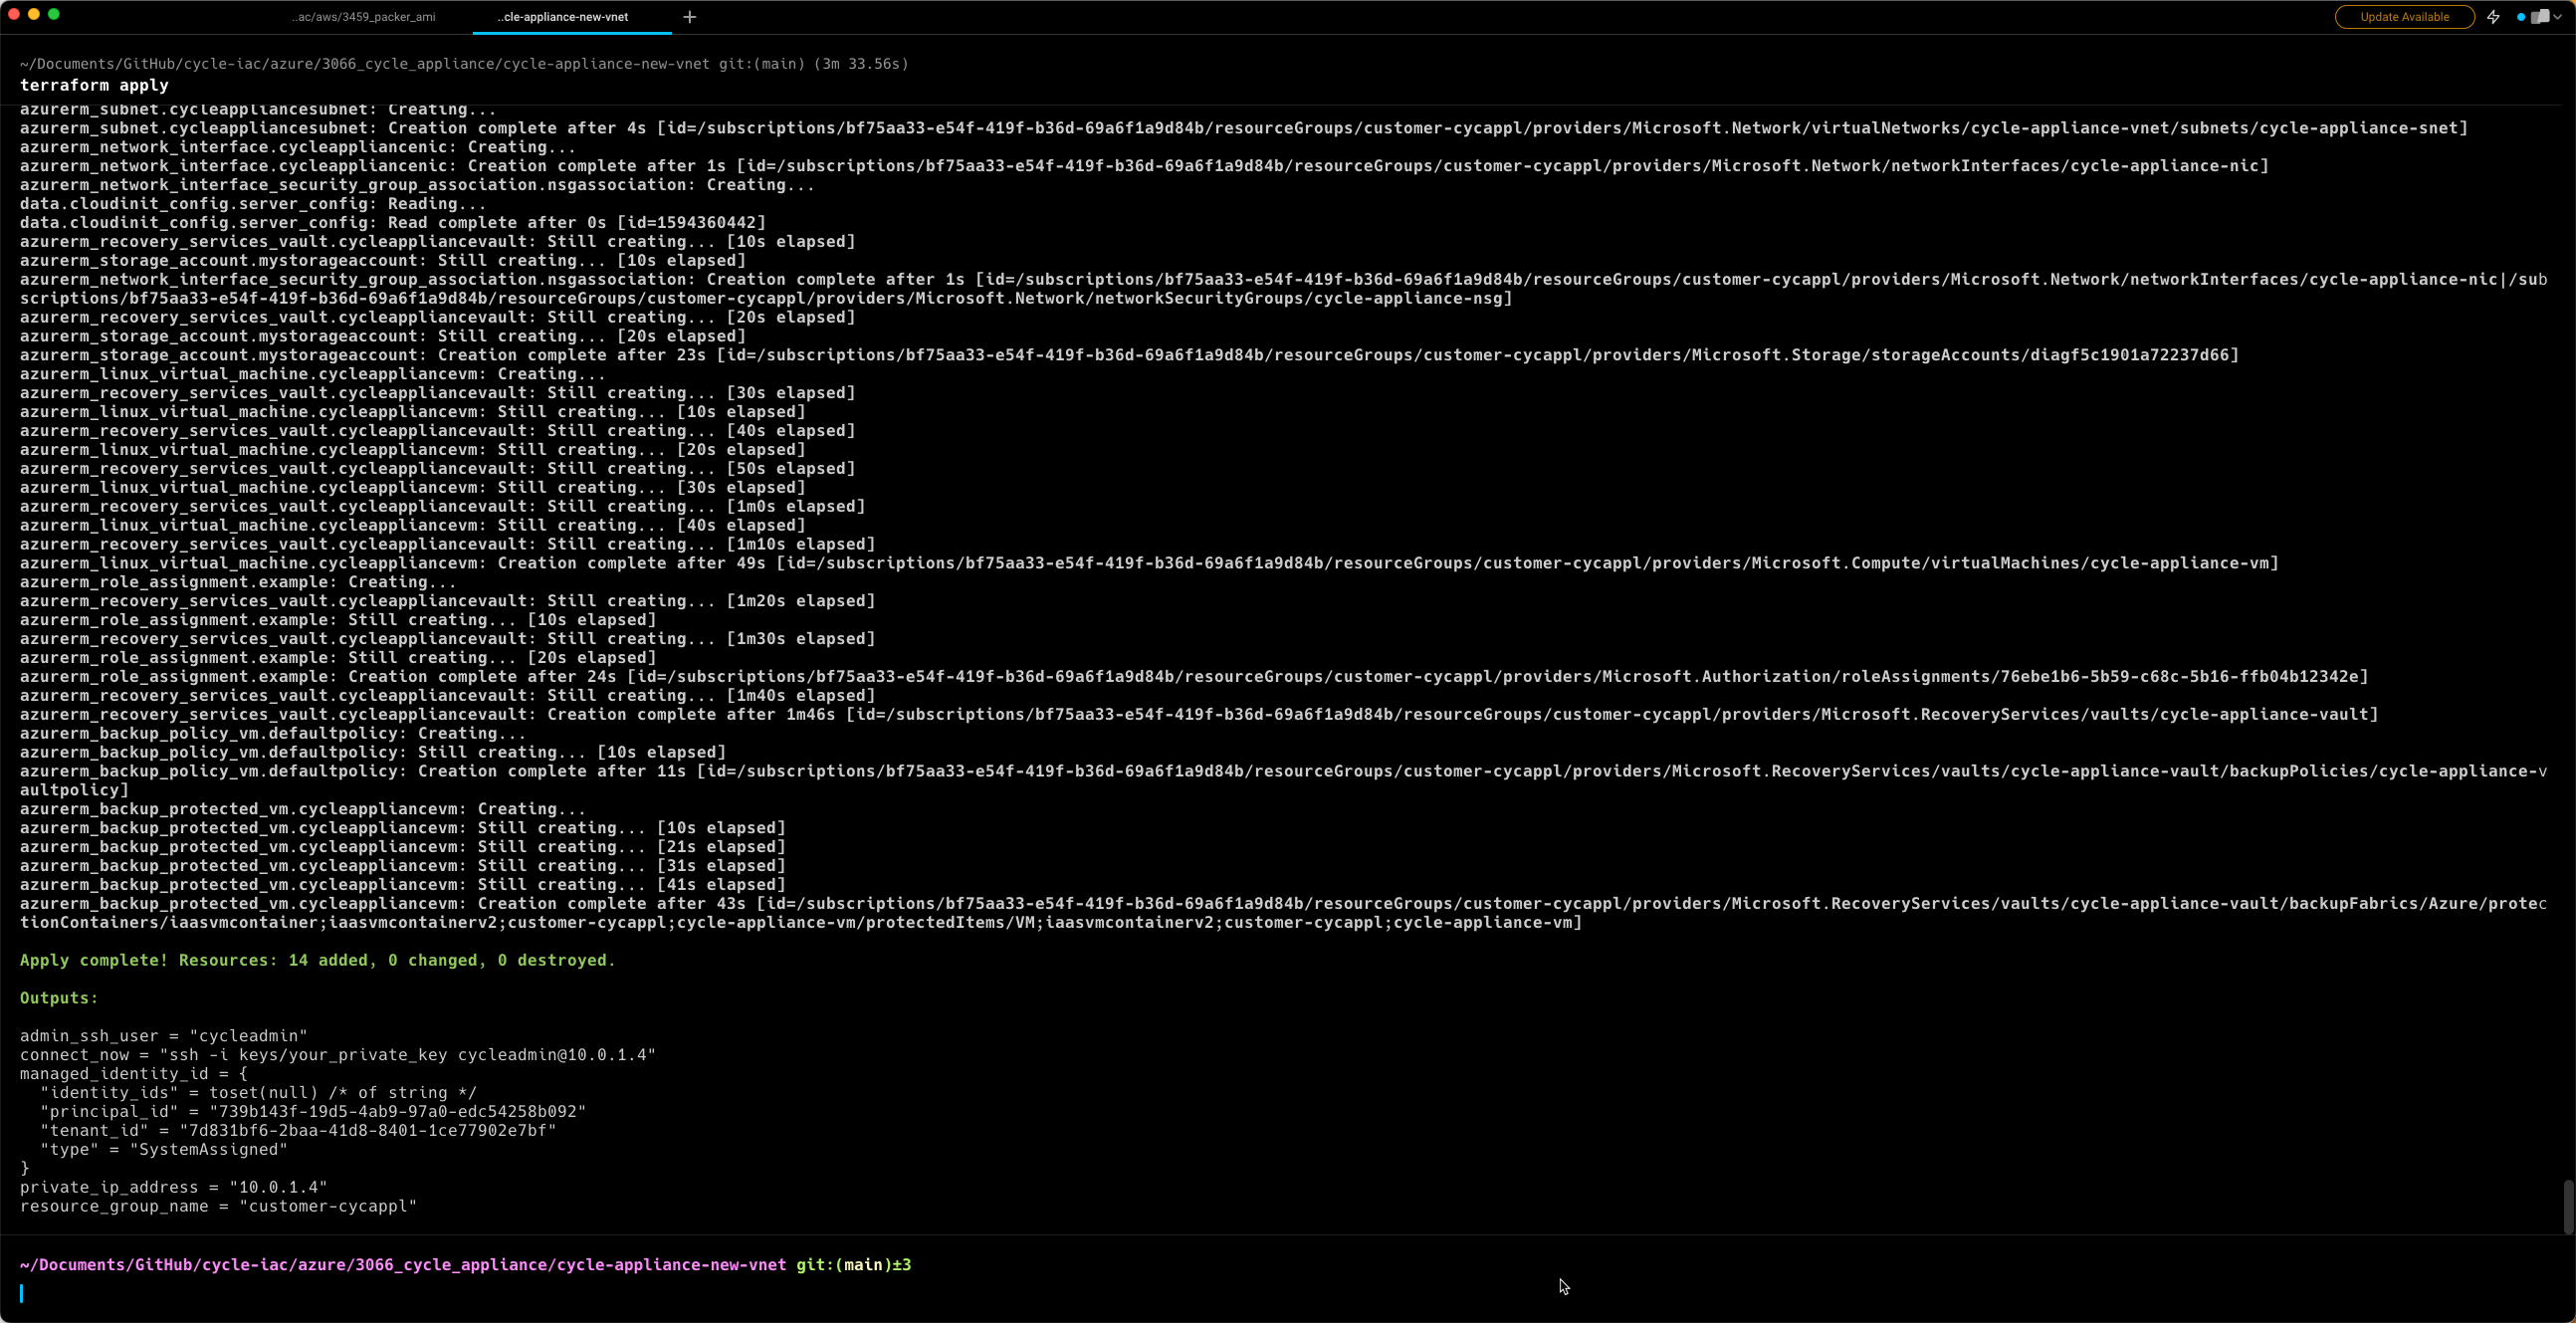 ..ac/aws/3459_packer_ami
..cle-appliance-new-vnet
Update Available
~/Documents/GitHub/cycle-iac/azure/3066_cycle_appliance/cycle-appliance-new-vnet git:(main) (3m 33.56s)
terraform apply
azurerm_subnet.cycleappliancesubnet: Creating...
azurerm_subnet.cycleappliancesubnet: Creation complete after 4s [id=/subscriptions/bf75aa33-e54f-419f-b36d-69a6f1a9d84b/resourceGroups/customer-cycappl/providers/Microsoft.Network/virtualNetworks/cycle-appliance-vnet/subnets/cycle-appliance-snet]
azurerm_network_interface.cycleappliancenic: Creating...
azurerm_network_interface.cycleappliancenic: Creation complete after 1s [id=/subscriptions/bf75aa33-e54f-419f-b36d-69a6f1a9d84b/resourceGroups/customer-cycappl/providers/Microsoft.Network/networkInterfaces/cycle-appliance-nic]
azurerm_network_interface_security_group_association.nsgassociation: Creating...
data.cloudinit_config.server_config: Reading...
data.cloudinit_config.server_config: Read complete after 0s [id=1594360442]
azurerm_recovery_services_vault.cycleappliancevault: Still creating... [10s elapsed]
azurerm_storage_account.mystorageaccount: Still creating... [10s elapsed]
azurerm_network_interface_security_group_association.nsgassociation: Creation complete after 1s [id=/subscriptions/bf75aa33-e54f-419f-b36d-69a6f1a9d84b/resourceGroups/customer-cycappl/providers/Microsoft.Network/networkInterfaces/cycle-appliance-nic|/sub
scriptions/bf75aa33-e54f-419f-b36d-69a6f1a9d84b/resourceGroups/customer-cycappl/providers/Microsoft.Network/networkSecurityGroups/cycle-appliance-nsg]
azurerm_recovery_services_vault.cycleappliancevault: Still creating... [20s elapsed]
azurerm_storage_account.mystorageaccount: Still creating... [20s elapsed]
azurerm_storage_account.mystorageaccount: Creation complete after 23s [id=/subscriptions/bf75aa33-e54f-419f-b36d-69a6f1a9d84b/resourceGroups/customer-cycappl/providers/Microsoft.Storage/storageAccounts/diagf5c1901a72237d66]
azurerm_linux_virtual_machine.cycleappliancevm: Creating...
azurerm_recovery_services_vault.cycleappliancevault: Still creating... [30s elapsed]
azurerm_linux_virtual_machine.cycleappliancevm: Still creating... [10s elapsed]
azurerm_recovery_services_vault.cycleappliancevault: Still creating... [40s elapsed]
azurerm_linux_virtual_machine.cycleappliancevm: Still creating... [20s elapsed]
azurerm_recovery_services_vault.cycleappliancevault: Still creating... [50s elapsed]
azurerm_linux_virtual_machine.cycleappliancevm: Still creating... [30s elapsed]
azurerm_recovery_services_vault.cycleappliancevault: Still creating... [1m0s elapsed]
azurerm_linux_virtual_machine.cycleappliancevm: Still creating... [40s elapsed]
azurerm_recovery_services_vault.cycleappliancevault: Still creating... [1m10s elapsed]
azurerm_linux_virtual_machine.cycleappliancevm: Creation complete after 49s [id=/subscriptions/bf75aa33-e54f-419f-b36d-69a6f1a9d84b/resourceGroups/customer-cycappl/providers/Microsoft.Compute/virtualMachines/cycle-appliance-vm]
azurerm_role_assignment.example: Creating...
azurerm_recovery_services_vault.cycleappliancevault: Still creating... [1m20s elapsed]
azurerm_role_assignment.example: Still creating... [10s elapsed]
azurerm_recovery_services_vault.cycleappliancevault: Still creating... [1m30s elapsed]
azurerm_role_assignment.example: Still creating... [20s elapsed]
azurerm_role_assignment.example: Creation complete after 24s [id=/subscriptions/bf75aa33-e54f-419f-b36d-69a6f1a9d84b/resourceGroups/customer-cycappl/providers/Microsoft.Authorization/roleAssignments/76ebe1b6-5b59-c68c-5b16-ffb04b12342e]
azurerm_recovery_services_vault.cycleappliancevault: Still creating... [1m40s elapsed]
azurerm_recovery_services_vault.cycleappliancevault: Creation complete after 1m46s [id=/subscriptions/bf75aa33-e54f-419f-b36d-69a6f1a9d84b/resourceGroups/customer-cycappl/providers/Microsoft.RecoveryServices/vaults/cycle-appliance-vault]
azurerm_backup_policy_vm.defaultpolicy: Creating...
azurerm_backup_policy_vm.defaultpolicy: Still creating... [10s elapsed]
azurerm_backup_policy_vm.defaultpolicy: Creation complete after 11s [id=/subscriptions/bf75aa33-e54f-419f-b36d-69a6f1a9d84b/resourceGroups/customer-cycappl/providers/Microsoft.RecoveryServices/vaults/cycle-appliance-vault/backupPolicies/cycle-appliance-v
aultpolicy]
azurerm_backup_protected_vm.cycleappliancevm: Creating...
azurerm_backup_protected_vm.cycleappliancevm: Still creating... [10s elapsed]
azurerm_backup_protected_vm.cycleappliancevm: Still creating... [21s elapsed]
azurerm_backup_protected_vm.cycleappliancevm: Still creating... [31s elapsed]
azurerm_backup_protected_vm.cycleappliancevm: Still creating... [41s elapsed]
azurerm_backup_protected_vm.cycleappliancevm: Creation complete after 43s [id=/subscriptions/bf75aa33-e54f-419f-b36d-69a6f1a9d84b/resourceGroups/customer-cycappl/providers/Microsoft.RecoveryServices/vaults/cycle-appliance-vault/backupFabrics/Azure/protec
tionContainers/iaasvmcontainer;iaasvmcontainerv2;customer-cycappl;cycle-appliance-vm/protectedItems/VM;iaasvmcontainerv2;customer-cycappl;cycle-appliance-vm]
Apply complete! Resources: 14 added, 0 changed, 0 destroyed.
Outputs:
admin_ssh_user = "cycleadmin"
connect_now = "ssh -i keys/your_private_key cycleadmin@10.0.1.4"
managed_identity_id = {
  "identity_ids" = toset(null) /* of string */
  "principal_id" = "739b143f-19d5-4ab9-97a0-edc54258b092"
  "tenant_id" = "7d831bf6-2baa-41d8-8401-1ce77902e7bf"
  "type" = "SystemAssigned"
}
private_ip_address = "10.0.1.4"
resource_group_name = "customer-cycappl"
~/Documents/GitHub/cycle-iac/azure/3066_cycle_appliance/cycle-appliance-new-vnet git:(main)±3